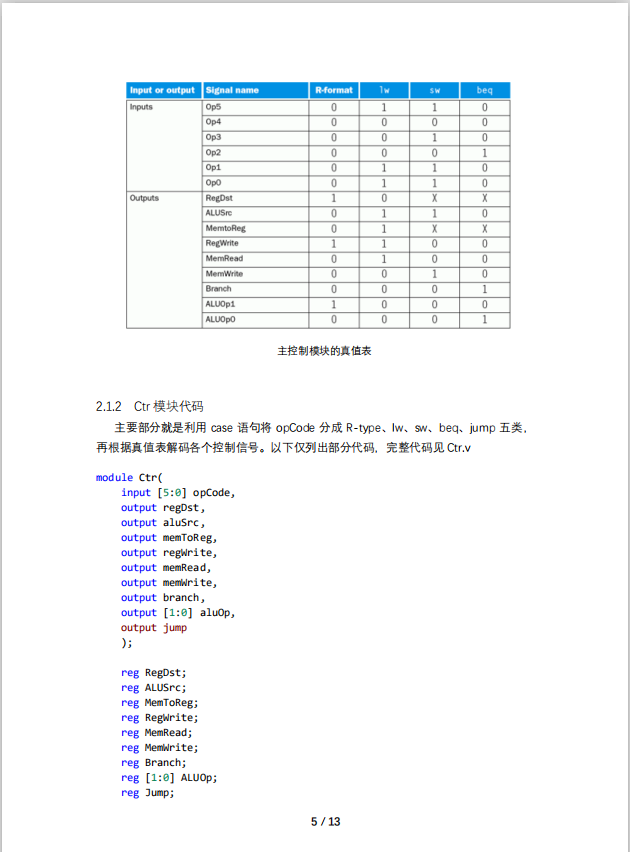 Input or output Signal name R-format lw sw beq
Inputs Op5 0 1 1 0
Op4 0 0 0 0
Op3 0 0 1 0
Op2 0 0 0 1
Op1 0 1 1 0
Op0 0 1 1 0
Outputs RegDst 1 0 X X
ALUSrc 0 1 1 0
MemtoReg 0 1 X X
RegWrite 1 1 0 0
MemRead 0 1 0 0
MemWrite 0 0 1 0
Branch 0 0 0 1
ALUOp1 1 0 0 0
ALUOp0 0 0 0 1
主控制模块的真值表
2.1.2 Ctr 模块代码
主要部分就是利用 case 语句将 opCode 分成 R-type、lw、sw、beq、jump 五类，
再根据真值表解码各个控制信号。以下仅列出部分代码，完整代码见 Ctr.v
module Ctr(
input [5:0] opCode,
output regDst,
output aluSrc,
output memToReg,
output regWrite,
output memRead,
output memWrite,
output branch,
output [1:0] aluOp,
output jump
);
reg RegDst;
reg ALUSrc;
reg MemToReg;
reg RegWrite;
reg MemRead;
reg MemWrite;
reg Branch;
reg [1:0] ALUOp;
reg Jump;
5 / 13